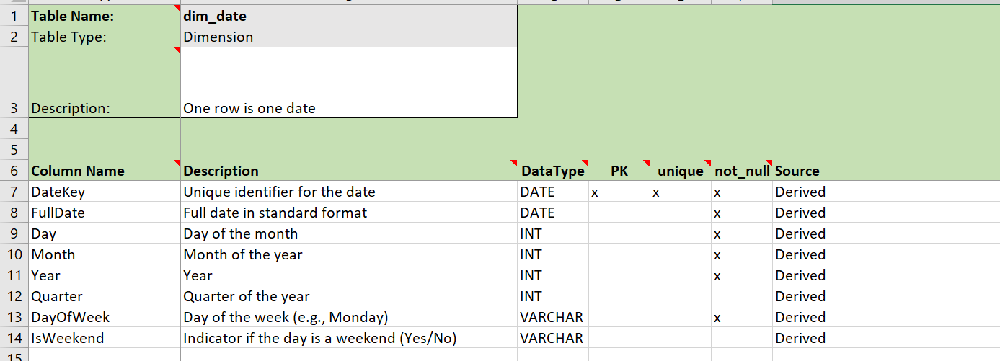 1 Table Name: dim_date
2 Table Type: Dimension
3 Description: One row is one date
4
5
6 Column Name Description DataType PK unique not_null Source
7 DateKey Unique identifier for the date DATE x x x Derived
8 FullDate Full date in standard format DATE x Derived
9 Day Day of the month INT x Derived
10 Month Month of the year INT x Derived
11 Year Year INT x Derived
12 Quarter Quarter of the year INT Derived
13 DayOfWeek Day of the week (e.g., Monday) VARCHAR x Derived
14 IsWeekend Indicator if the day is a weekend (Yes/No) VARCHAR Derived
15